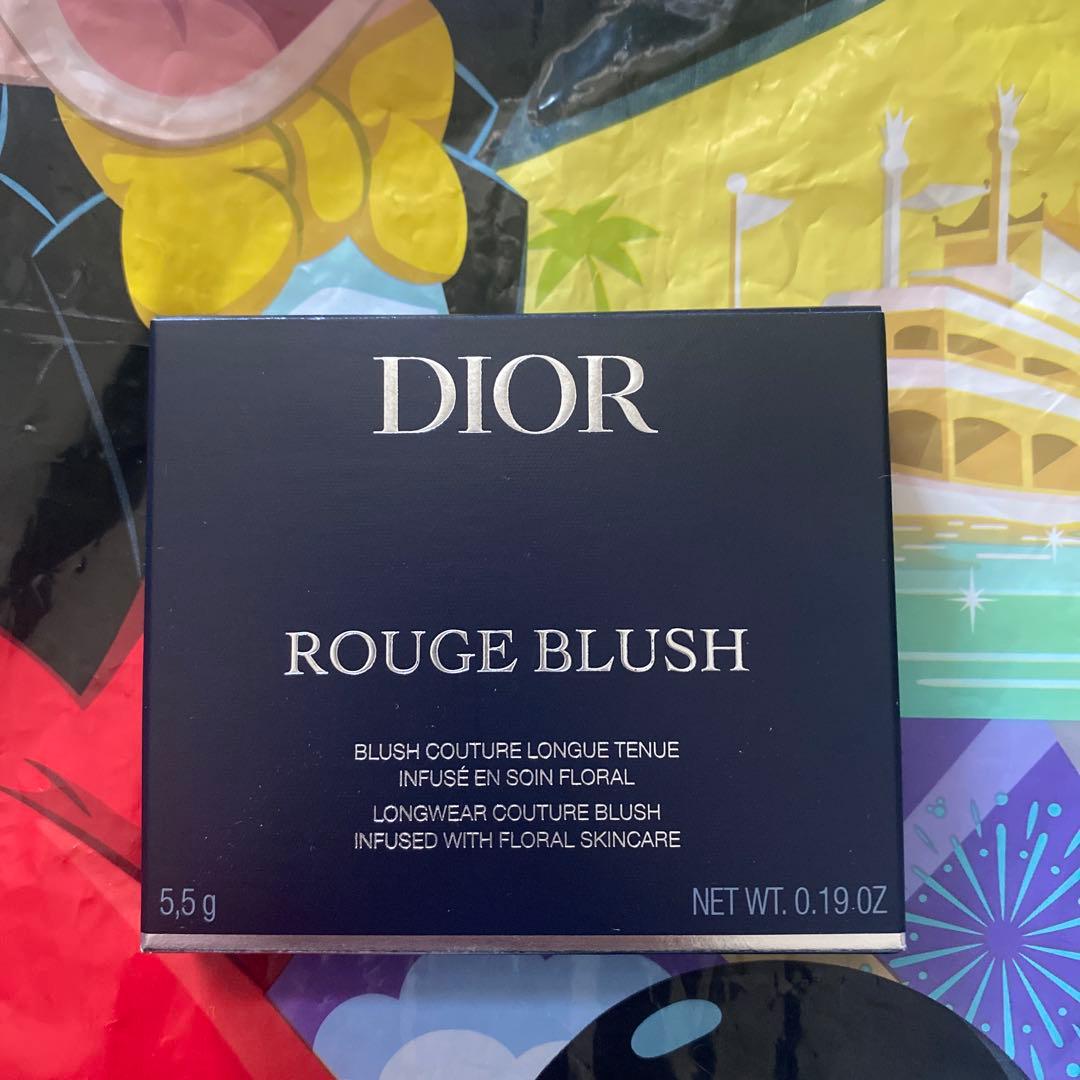 DIOR
ROUGE BLUSH
BLUSH COUTURE LONGUE TENUE
INFUSÉ EN SOIN FLORAL
LONGWEAR COUTURE BLUSH
INFUSED WITH FLORAL SKINCARE
5,5 g
NET WT. 0.19 OZ